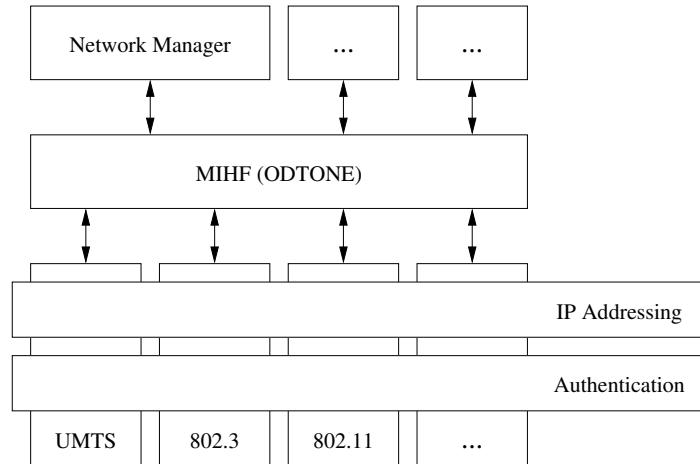 Network Manager
...
...
MIHF (ODTONE)
IP Addressing
Authentication
UMTS
802.3
802.11
...